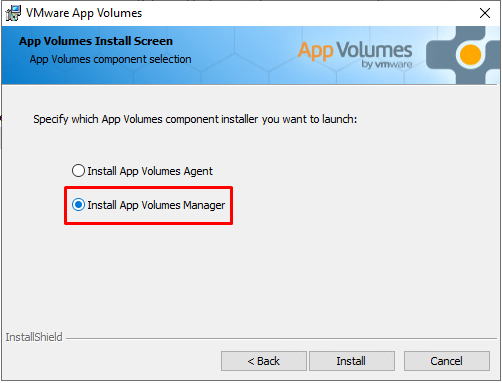 VMware App Volumes
App Volumes Install Screen
App Volumes component selection
App Volumes
by vmware
Specify which App Volumes component installer you want to launch:
Install App Volumes Agent
Install App Volumes Manager
InstallShield
< Back
Install
Cancel